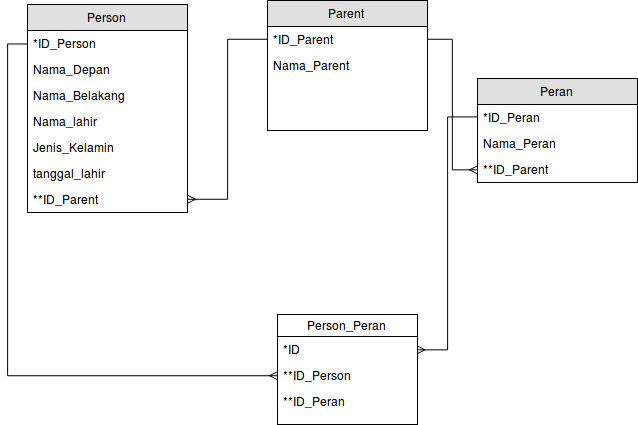 Person
*ID_Person
Nama_Depan
Nama_Belakang
Nama_lahir
Jenis_Kelamin
tanggal_lahir
**ID_Parent
Parent
*ID_Parent
Nama_Parent
Peran
*ID_Peran
Nama_Peran
**ID_Parent
Person_Peran
*ID
**ID_Person
**ID_Peran